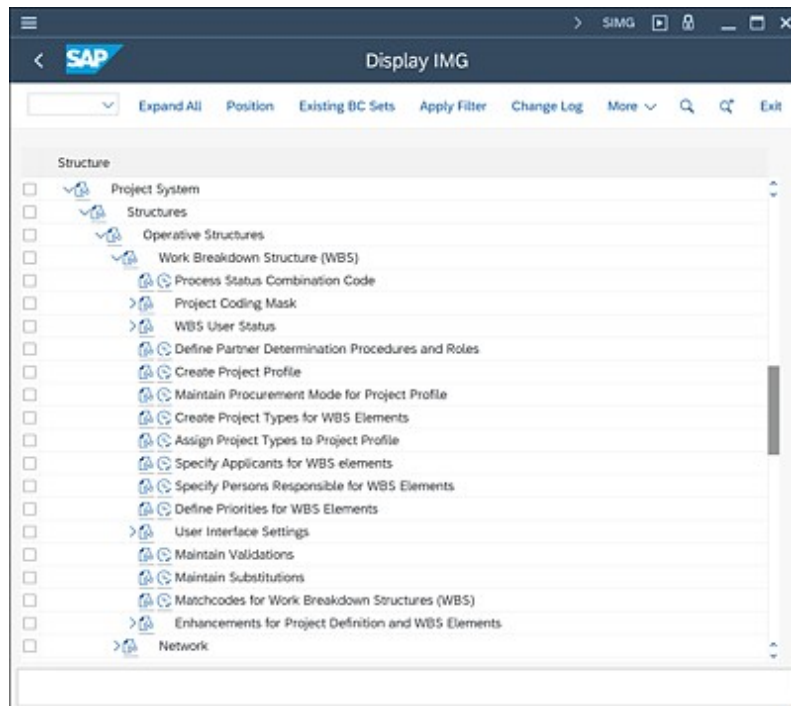 SIMG
SAP Display IMG
Expand All Position Existing BC Sets Apply Filter Change Log More Exit
Structure
Project System
Structures
Operative Structures
Work Breakdown Structure (WBS)
Process Status Combination Code
Project Coding Mask
WBS User Status
Define Partner Determination Procedures and Roles
Create Project Profile
Maintain Procurement Mode for Project Profile
Create Project Types for WBS Elements
Assign Project Types to Project Profile
Specify Applicants for WBS elements
Specify Persons Responsible for WBS Elements
Define Priorities for WBS Elements
User Interface Settings
Maintain Validations
Maintain Substitutions
Matchcodes for Work Breakdown Structures (WBS)
Enhancements for Project Definition and WBS Elements
Network